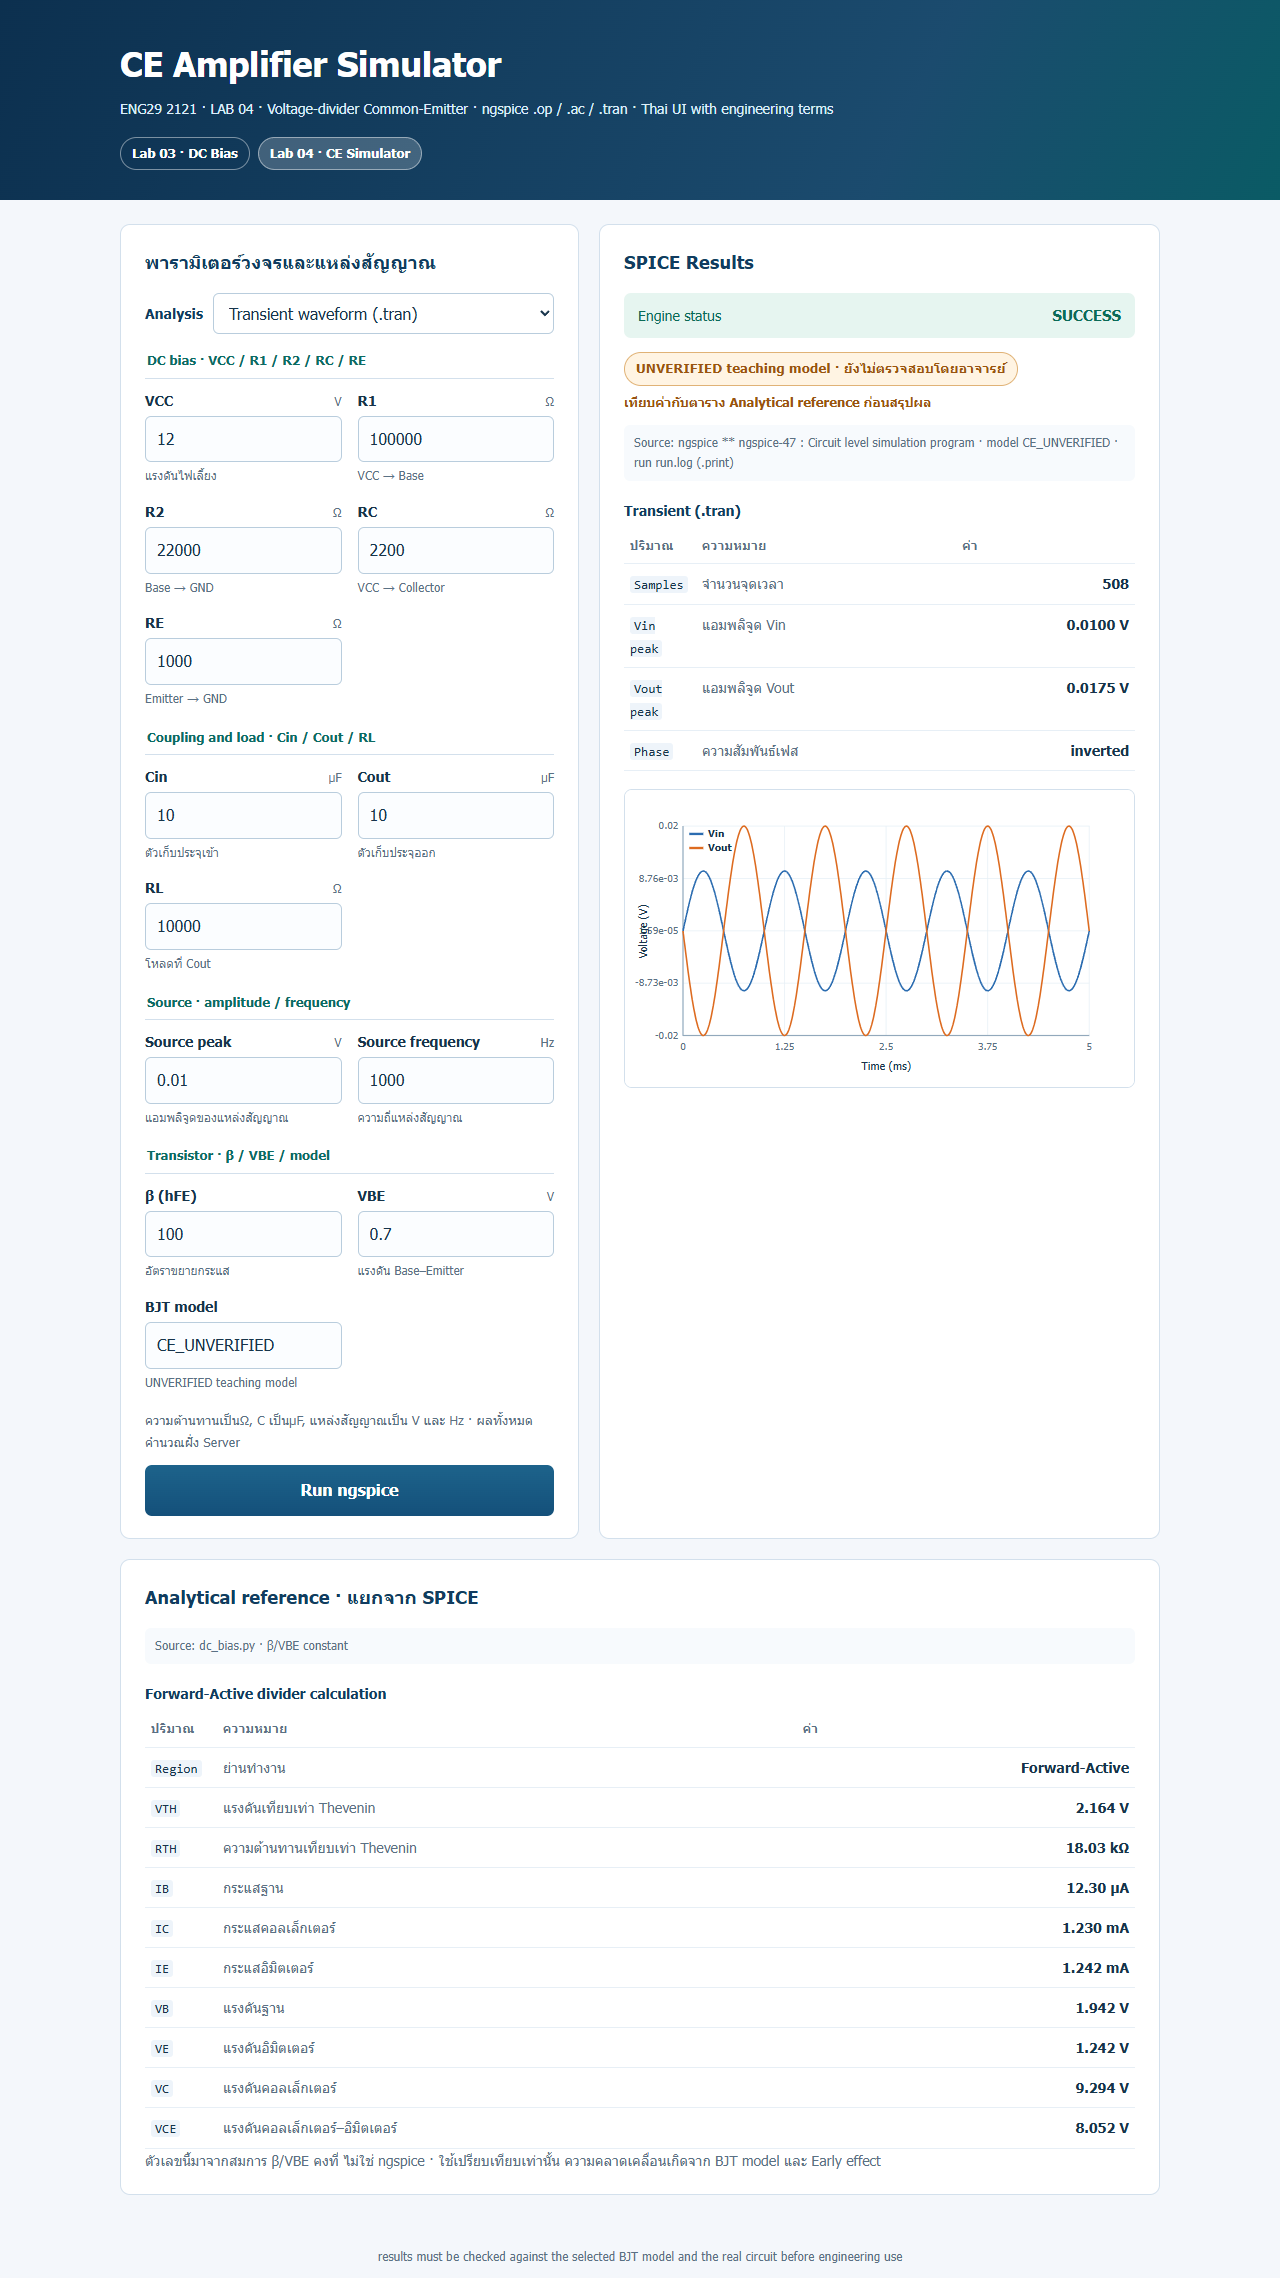 CE Amplifier Simulator
ENG29 2121 · LAB 04 · Voltage-divider Common-Emitter · ngspice .op / .ac / .tran · Thai UI with engineering terms
Lab 03 · DC Bias
Lab 04 · CE Simulator
พารามิเตอร์วงจรและแหล่งสัญญาณ
Analysis
Transient waveform (.tran)
DC bias · VCC / R1 / R2 / RC / RE
VCC V
12
แรงดันไฟเลี้ยง
R1 Ω
100000
VCC → Base
R2 Ω
22000
Base → GND
RC Ω
2200
VCC → Collector
RE Ω
1000
Emitter → GND
Coupling and load · Cin / Cout / RL
Cin µF
10
ตัวเก็บประจุเข้า
Cout µF
10
ตัวเก็บประจุออก
RL Ω
10000
โหลดที่ Cout
Source · amplitude / frequency
Source peak V
0.01
แอมพลิจูดของแหล่งสัญญาณ
Source frequency Hz
1000
ความถี่แหล่งสัญญาณ
Transistor · β / VBE / model
β (hFE)
100
อัตราขยายกระแส
VBE V
0.7
แรงดัน Base–Emitter
BJT model
CE_UNVERIFIED
UNVERIFIED teaching model
ความต้านทานเป็นΩ, C เป็นµF, แหล่งสัญญาณเป็น V และ Hz · ผลทั้งหมด
คำนวณฝั่ง Server
Run ngspice
SPICE Results
Engine status SUCCESS
UNVERIFIED teaching model · ยังไม่ตรวจสอบโดยอาจารย์
เทียบค่ากับตาราง Analytical reference ก่อนสรุปผล
Source: ngspice ** ngspice-47 : Circuit level simulation program · model CE_UNVERIFIED ·
run run.log (.print)
Transient (.tran)
ปริมาณ ความหมาย ค่า
Samples จำนวนจุดเวลา 508
Vin peak แอมพลิจูด Vin 0.0100 V
Vout peak แอมพลิจูด Vout 0.0175 V
Phase ความสัมพันธ์เฟส inverted
Vin
Vout
0.02
8.76e-03
69e-05
-8.73e-03
-0.02
Voltage (V)
0 1.25 2.5 3.75 5
Time (ms)
Analytical reference · แยกจาก SPICE
Source: dc_bias.py · β/VBE constant
Forward-Active divider calculation
ปริมาณ ความหมาย ค่า
Region ย่านทำงาน Forward-Active
VTH แรงดันเทียบเท่า Thevenin 2.164 V
RTH ความต้านทานเทียบเท่า Thevenin 18.03 kΩ
IB กระแสฐาน 12.30 µA
IC กระแสคอลเล็กเตอร์ 1.230 mA
IE กระแสอิมิตเตอร์ 1.242 mA
VB แรงดันฐาน 1.942 V
VE แรงดันอิมิตเตอร์ 1.242 V
VC แรงดันคอลเล็กเตอร์ 9.294 V
VCE แรงดันคอลเล็กเตอร์–อิมิตเตอร์ 8.052 V
ตัวเลขนี้มาจากสมการ β/VBE คงที่ ไม่ใช่ ngspice · ใช้เปรียบเทียบเท่านั้น ความคลาดเคลื่อนเกิดจาก BJT model และ Early effect
results must be checked against the selected BJT model and the real circuit before engineering use